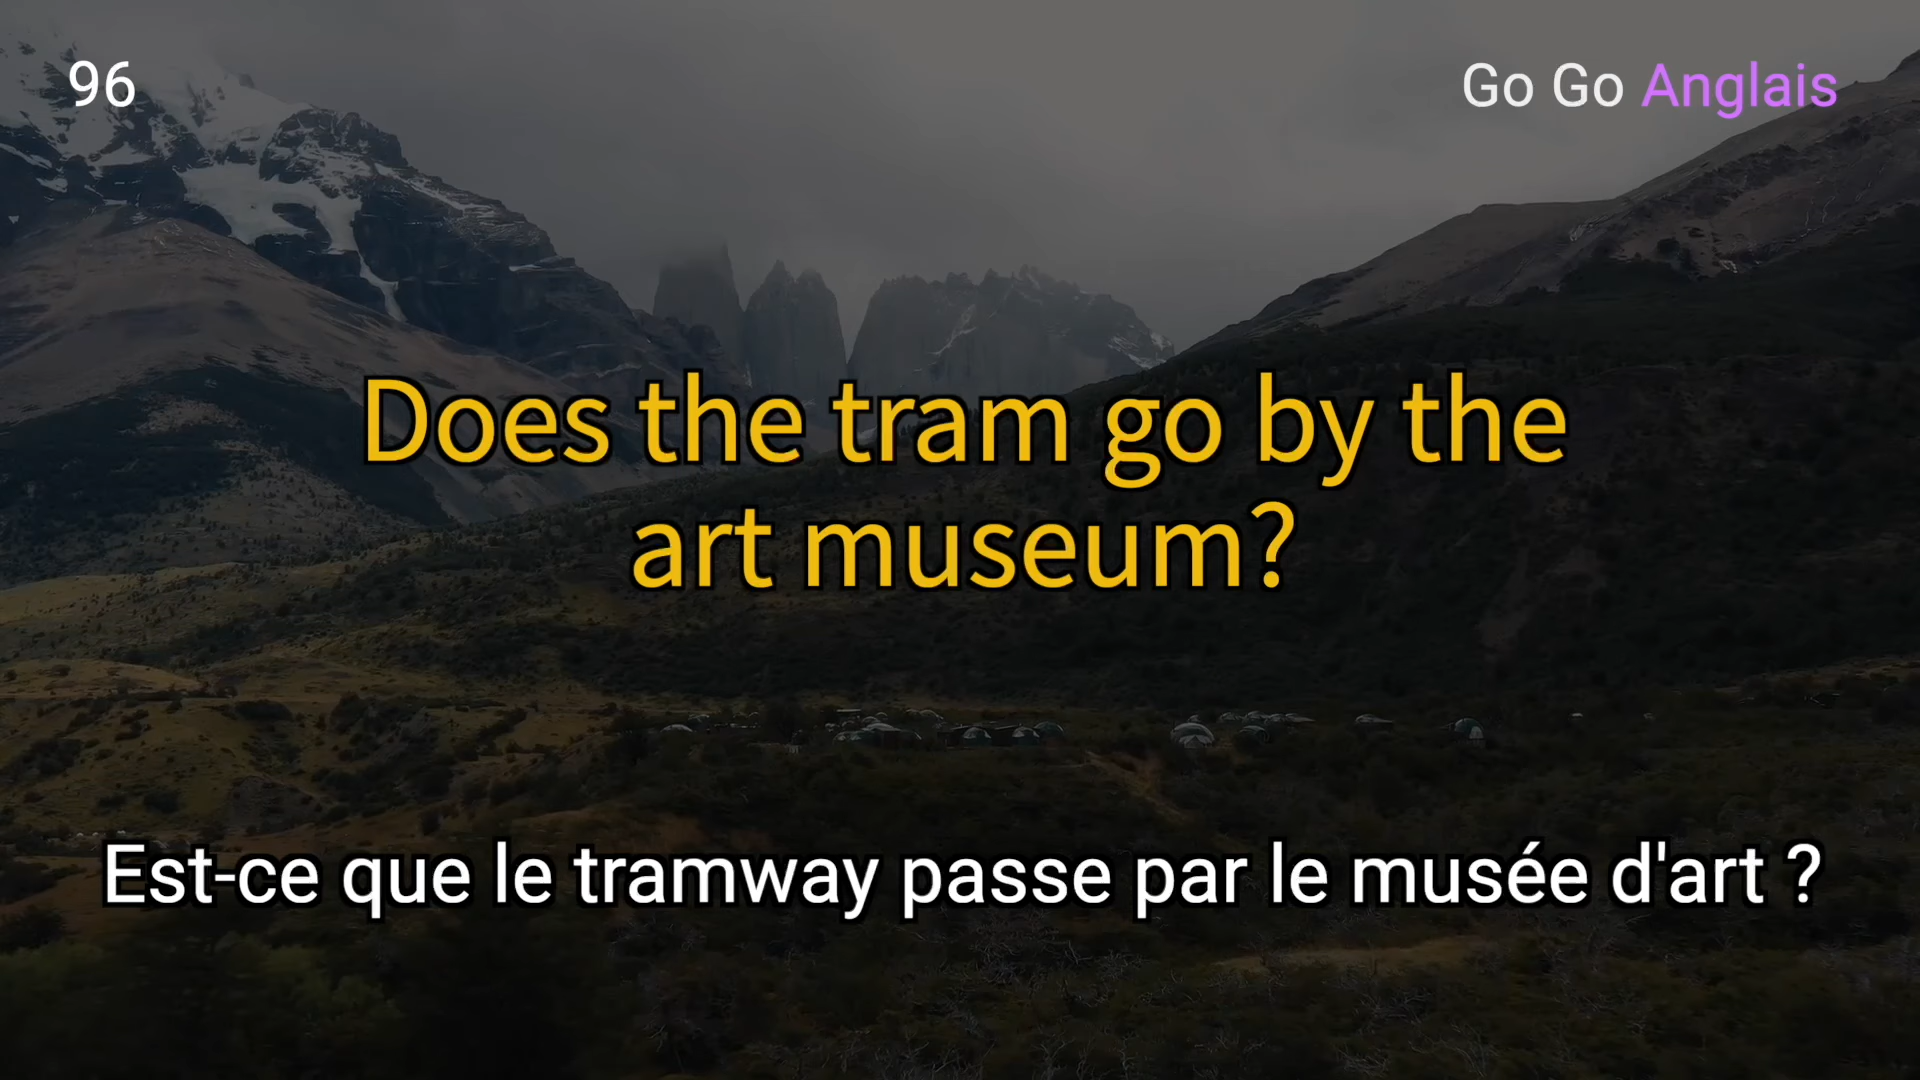 96
Go Go Anglais
Does the tram go by the
art museum?
Est-ce que le tramway passe par le musée d'art ?